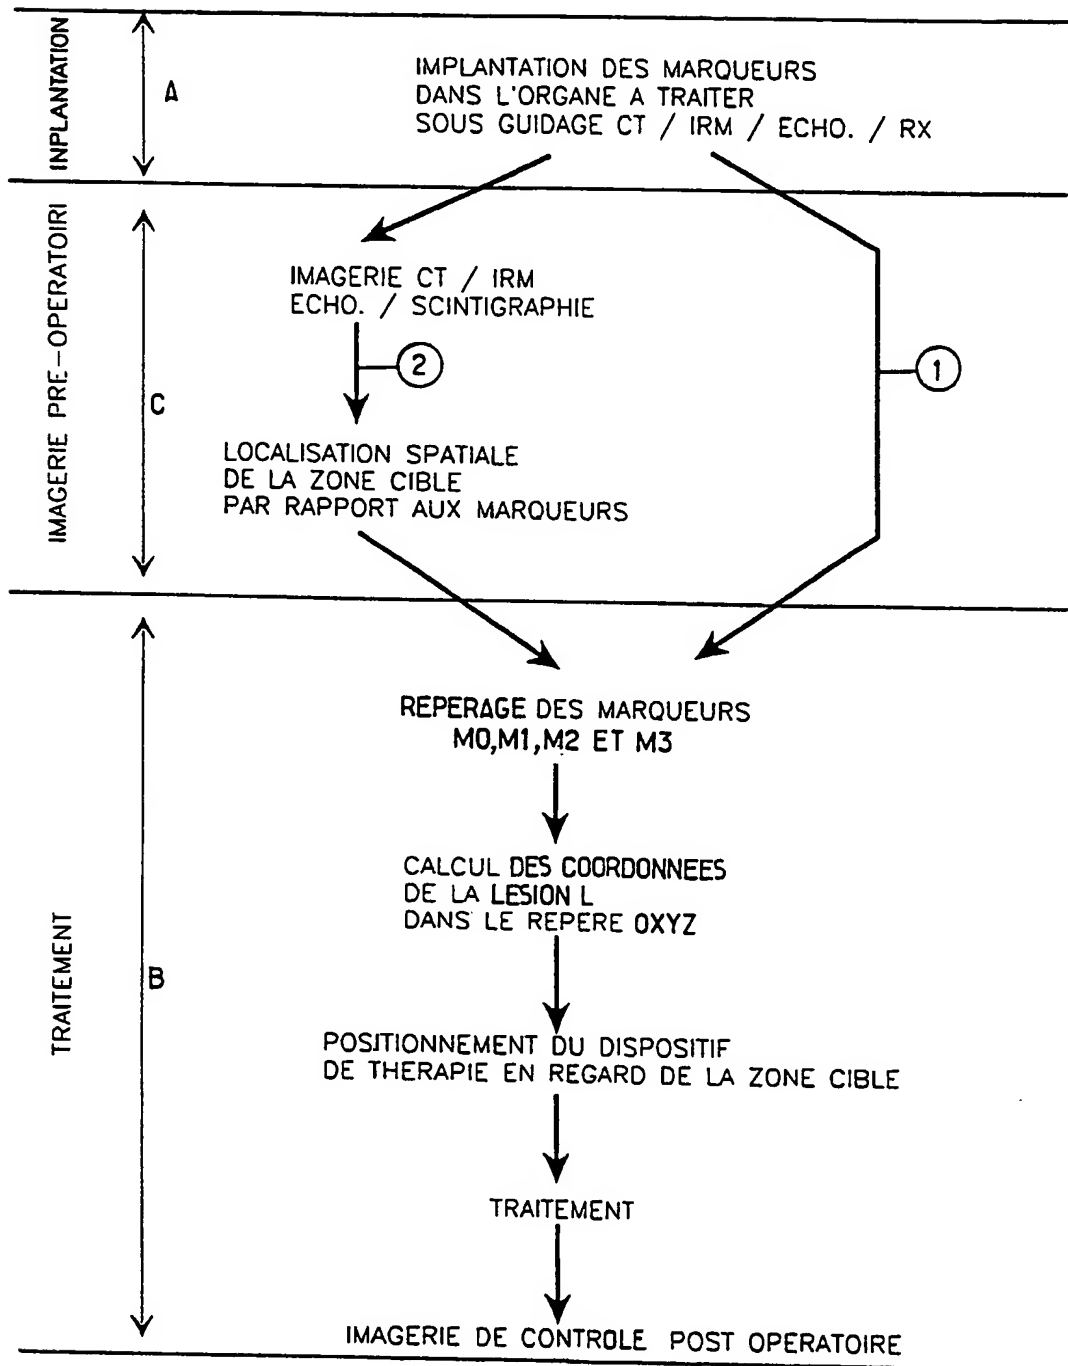 INPLANTATION
A
IMPLANTATION DES MARQUEURS
DANS L'ORGANE A TRAITER
SOUS GUIDAGE CT / IRM / ECHO. / RX
IMAGERIE PRE-OPERATOIRI
C
IMAGERIE CT / IRM
ECHO. / SCINTIGRAPHIE
2
1
LOCALISATION SPATIALE
DE LA ZONE CIBLE
PAR RAPPORT AUX MARQUEURS
TRAITEMENT
B
REPERAGE DES MARQUEURS
M0,M1,M2 ET M3
CALCUL DES COORDONNEES
DE LA LESION L
DANS LE REPERE OXYZ
POSITIONNEMENT DU DISPOSITIF
DE THERAPIE EN REGARD DE LA ZONE CIBLE
TRAITEMENT
IMAGERIE DE CONTROLE POST OPERATOIRE